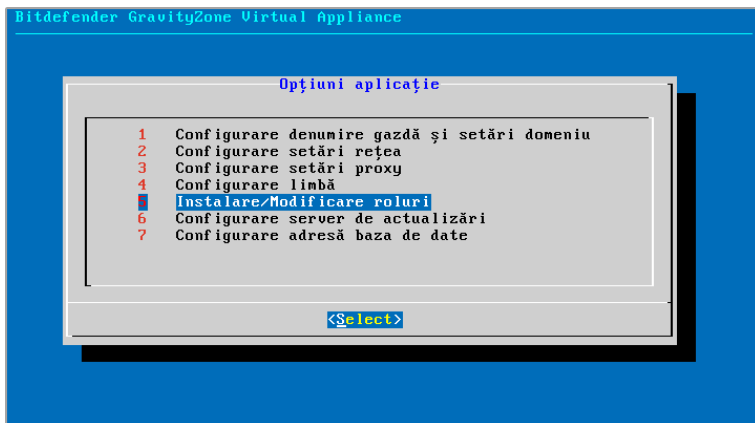 Bitdefender GravityZone Virtual Appliance
Opțiuni aplicație
1 Configurare denumire gazdă și setări domeniu
2 Configurare setări rețea
3 Configurare setări proxy
4 Configurare limbă
5 Instalare/Modificare roluri
6 Configurare server de actualizări
7 Configurare adresă baza de date
<Select>